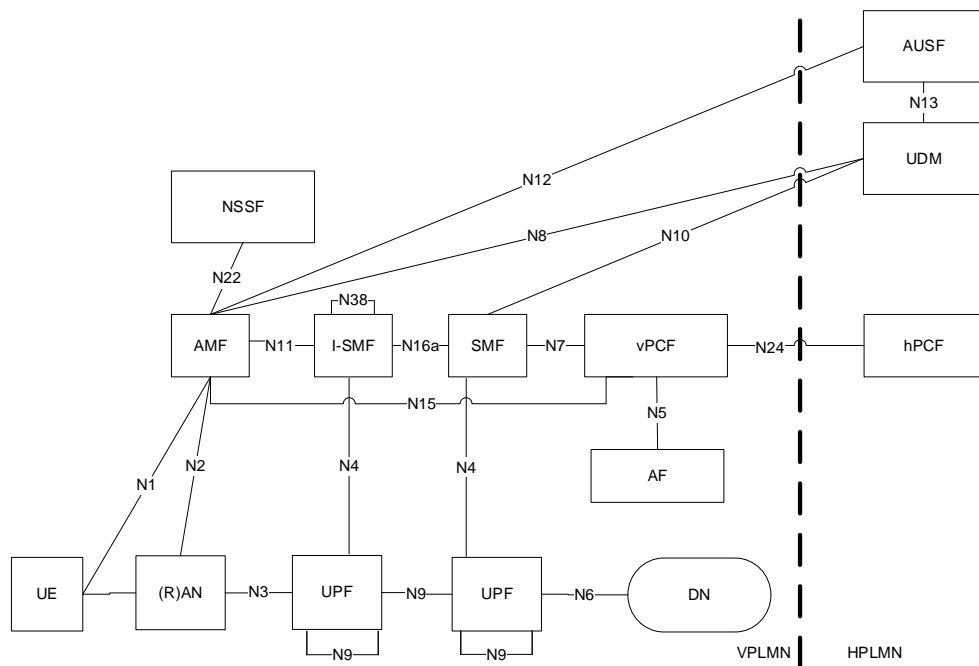 AUSF
N13
UDM
N12
NSSF
N8
N10
N22
N38
AMF
N11
I-SMF
N16a
SMF
N7
vPCF
N24
hPCF
N15
N5
N2
N4
N4
AF
N1
UE
(R)AN
N3
UPF
N9
UPF
N6
DN
N9
N9
VPLMN
HPLMN